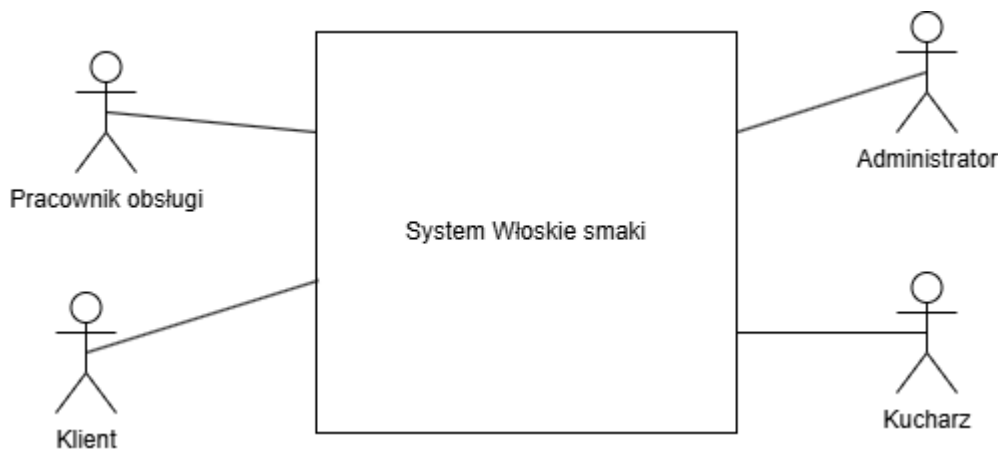 Pracownik obsługi
Administrator
System Włoskie smaki
Klient
Kucharz